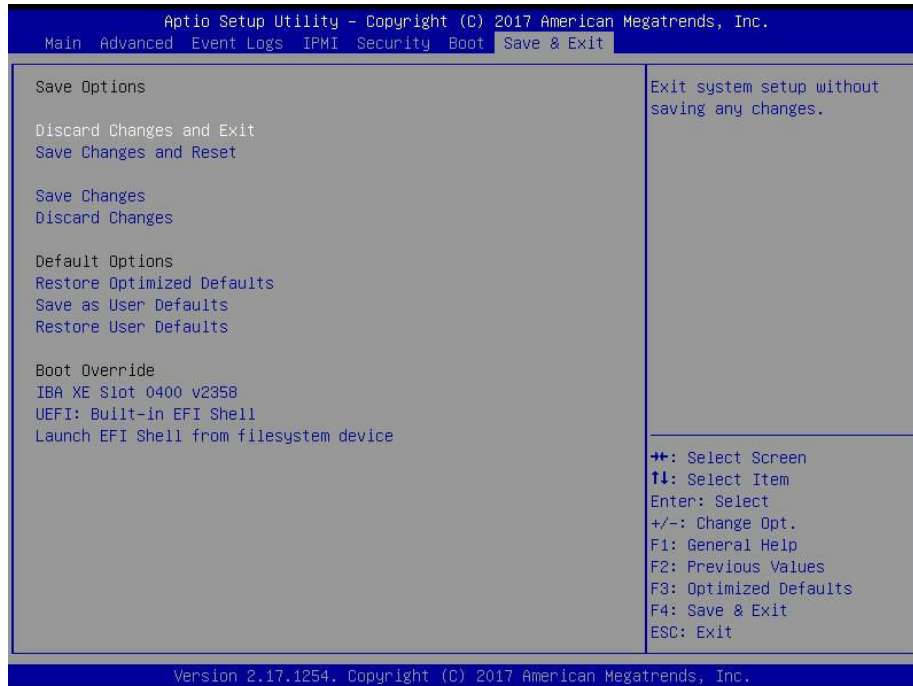 Aptio Setup Utility – Copyright (C) 2017 American Megatrends, Inc.
Main Advanced Event Logs IPMI Security Boot Save & Exit
Save Options
Discard Changes and Exit
Save Changes and Reset
Save Changes
Discard Changes
Default Options
Restore Optimized Defaults
Save as User Defaults
Restore User Defaults
Boot Override
IBA XE Slot 0400 v2358
UEFI: Built-in EFI Shell
Launch EFI Shell from filesystem device
Exit system setup without
saving any changes.
→←: Select Screen
↑↓: Select Item
Enter: Select
+/-: Change Opt.
F1: General Help
F2: Previous Values
F3: Optimized Defaults
F4: Save & Exit
ESC: Exit
Version 2.17.1254. Copyright (C) 2017 American Megatrends, Inc.